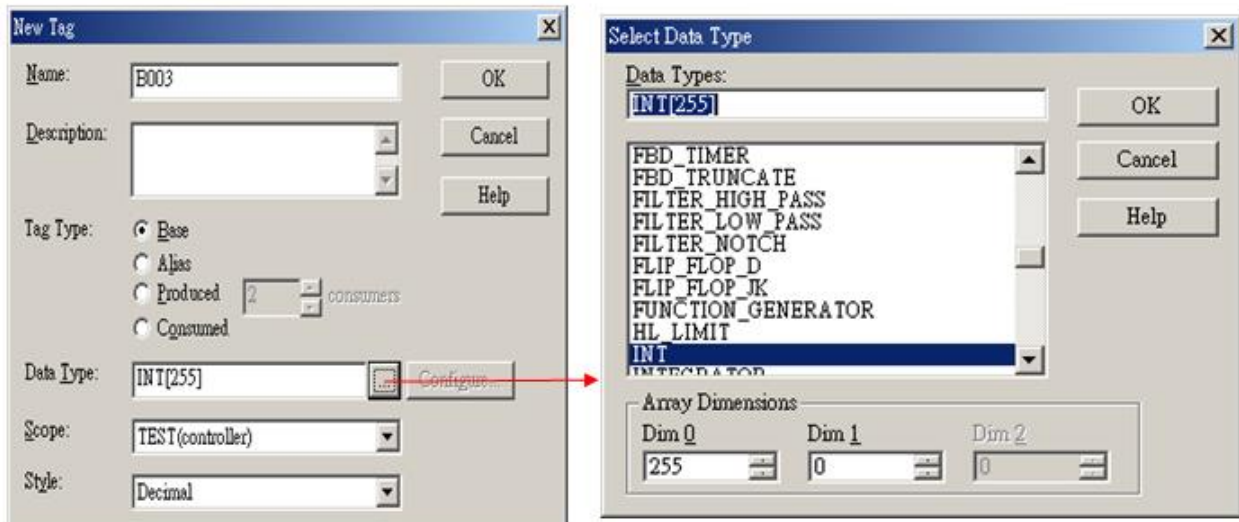 New Tag
Name:
B003
OK
Description:
Cancel
Help
Tag Type:
Base
Alias
Produced
2
consumers
Consumed
Data Type:
INT[255]
...
Configure...
Scope:
TEST(controller)
Style:
Decimal
Select Data Type
Data Types:
INT[255]
OK
FBD_TIMER
FBD_TRUNCATE
FILTER_HIGH_PASS
FILTER_LOW_PASS
FILTER_NOTCH
FLIP_FLOP_D
FLIP_FLOP_JK
FUNCTION_GENERATOR
HL_LIMIT
INT
INTEGRATOR
Cancel
Help
Array Dimensions
Dim 0
Dim 1
Dim 2
255
0
0